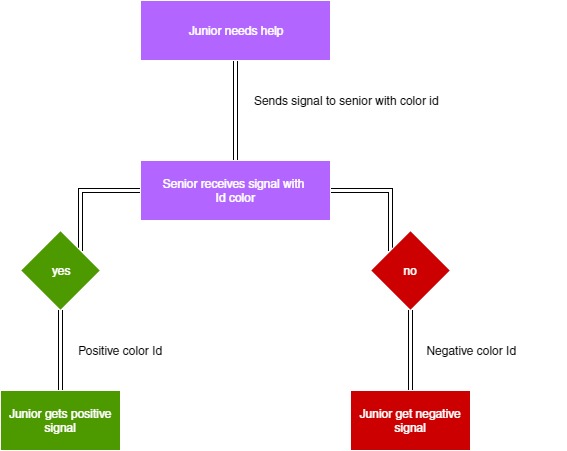 Junior needs help
Sends signal to senior with color id
Senior receives signal with
Id color
yes
no
Positive color Id
Negative color Id
Junior gets positive
signal
Junior get negative
signal